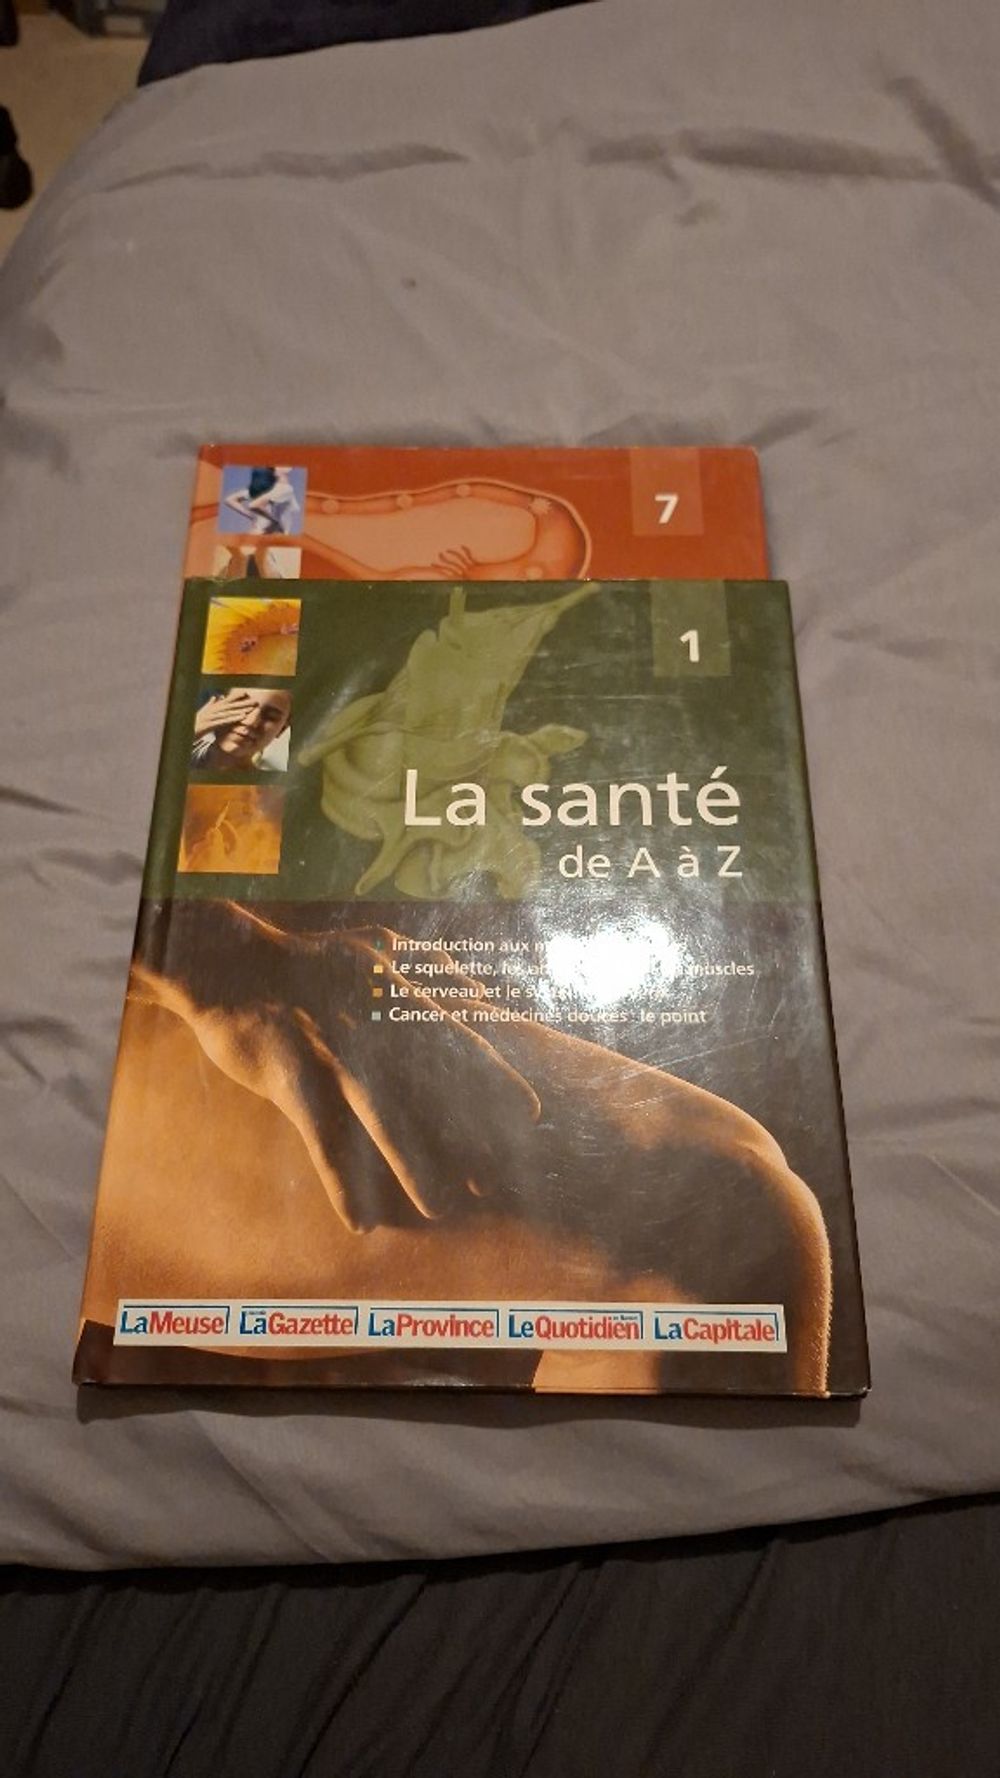 7
1
La santé
de A à Z
Introduction aux
Le squelette, les muscles
Le cerveau et le
Cancer et médecines douces : le point
LaMeuse LaGazette LaProvince LeQuotidien LaCapitale